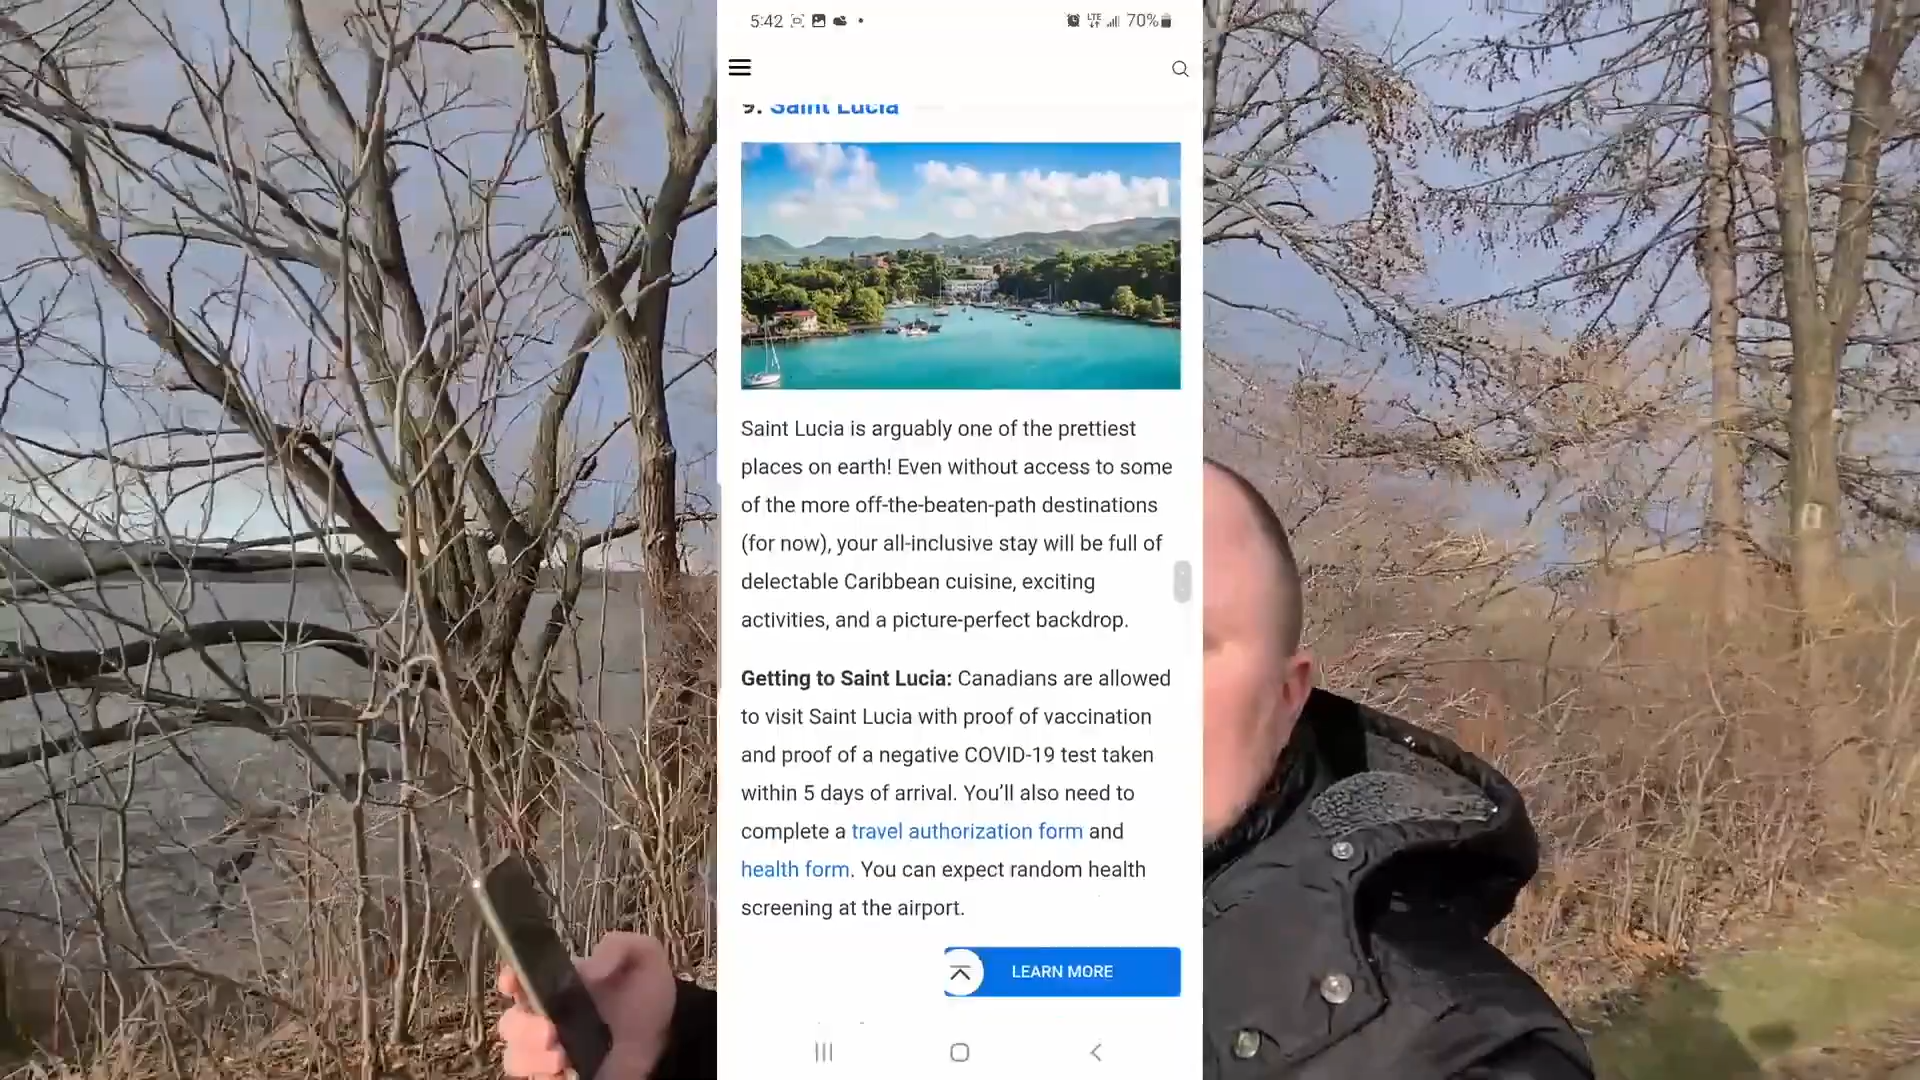 5:42
LTE
70%
9. Saint Lucia
Saint Lucia is arguably one of the prettiest
places on earth! Even without access to some
of the more off-the-beaten-path destinations
(for now), your all-inclusive stay will be full of
delectable Caribbean cuisine, exciting
activities, and a picture-perfect backdrop.
Getting to Saint Lucia: Canadians are allowed
to visit Saint Lucia with proof of vaccination
and proof of a negative COVID-19 test taken
within 5 days of arrival. You’ll also need to
complete a travel authorization form and
health form. You can expect random health
screening at the airport.
LEARN MORE